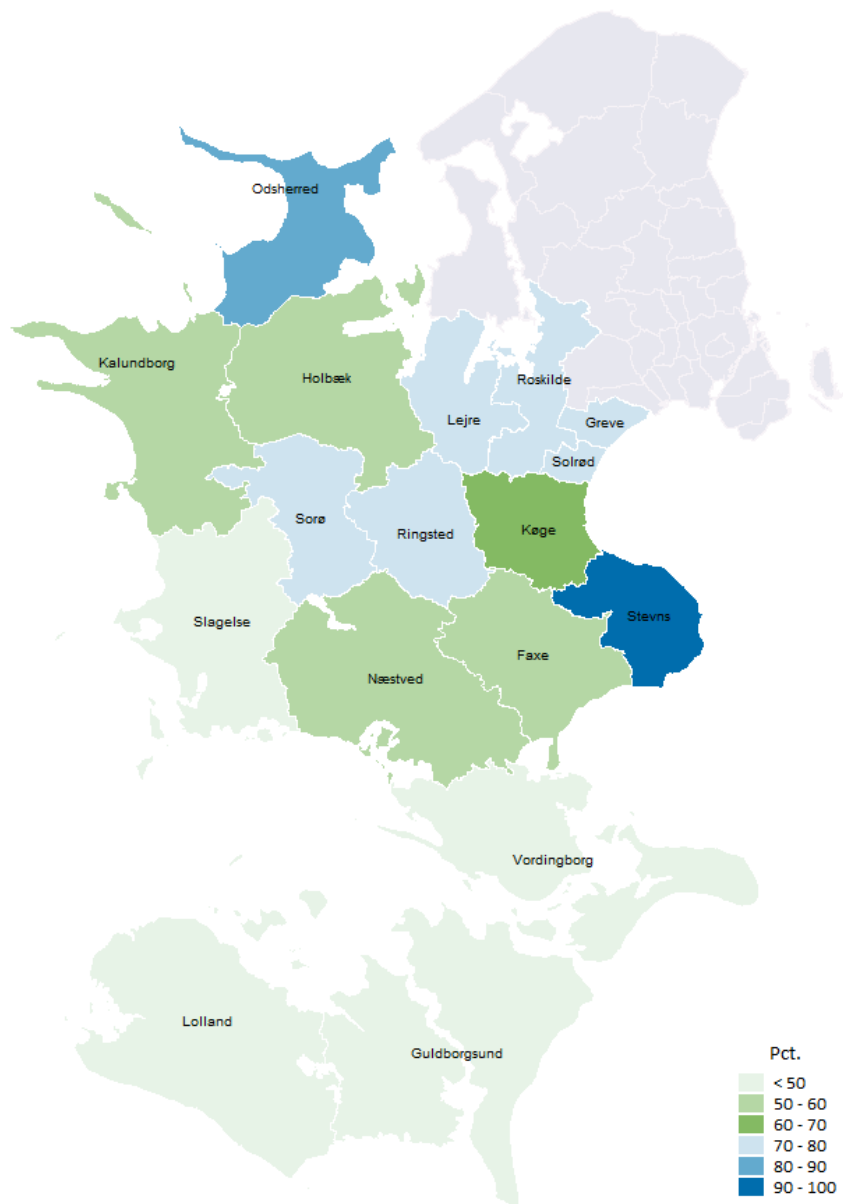 Odsherred
Kalundborg
Holbæk
Roskilde
Lejre
Greve
Solrød
Sorø
Ringsted
Køge
Slagelse
Stevns
Faxe
Næstved
Vordingborg
Lolland
Guldborgsund
Pct.
< 50
50 - 60
60 - 70
70 - 80
80 - 90
90 - 100